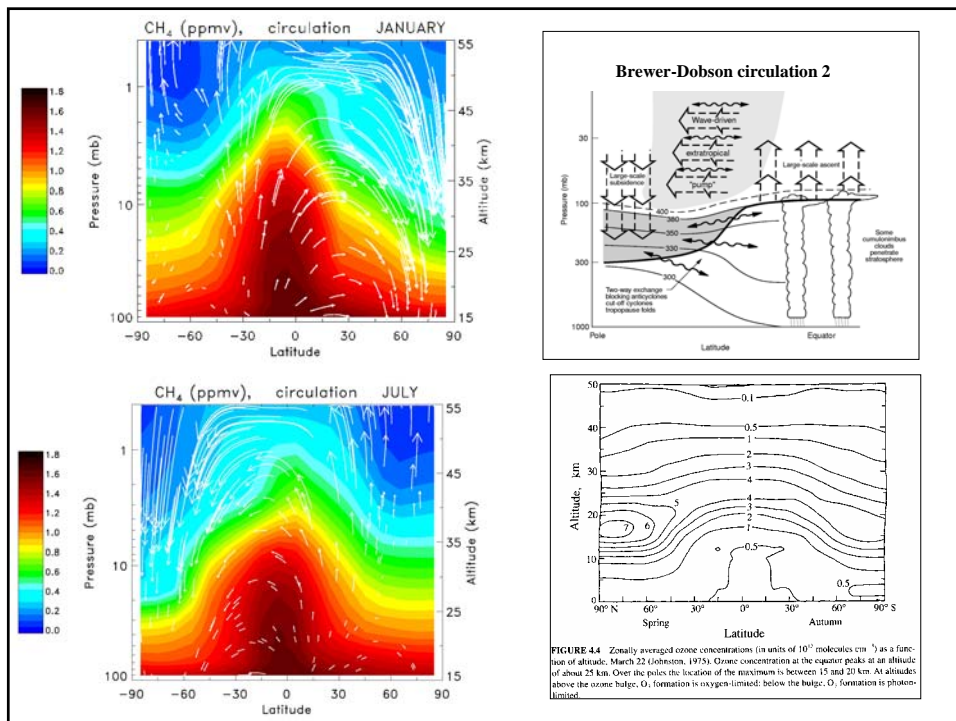 CH₄ (ppmv), circulation JANUARY
1.8
1.6
1.4
1.2
1.0
0.8
0.6
0.4
0.2
0.0
Pressure (mb)
1
10
100
55
45
35
25
15
Altitude (km)
-90 -60 -30 0 30 60 90
Latitude
Brewer-Dobson circulation 2
Pressure (mb)
30
100
300
1000
Large-scale
subsidence
Wave-driven
extratropical
"pump"
Large-scale ascent
400
380
350
330
300
Two-way exchange
blocking anticyclones
cut-off cyclones
tropopause folds
Some
cumulonimbus
clouds
penetrate
stratosphere
Pole
Latitude
Equator
CH₄ (ppmv), circulation JULY
1.8
1.6
1.4
1.2
1.0
0.8
0.6
0.4
0.2
0.0
Pressure (mb)
1
10
100
55
45
35
25
15
Altitude (km)
-90 -60 -30 0 30 60 90
Latitude
Altitude, km
50
40
30
20
10
0
0.1
0.5
1
2
3
4
5
6
7
4
3
2
1
0.5
0.5
90° N 60° 30° 0° 30° 60° 90° S
Spring Autumn
Latitude
FIGURE 4.4 Zonally averaged ozone concentrations (in units of 10 molecules cm ) as a func-
tion of altitude, March 22 (Johnston, 1975). Ozone concentration at the equator peaks at an altitude
of about 25 km. Over the poles the location of the maximum is between 15 and 20 km. At altitudes
above the ozone bulge, O₃ formation is oxygen-limited; below the bulge, O₃ formation is photon-
limited.